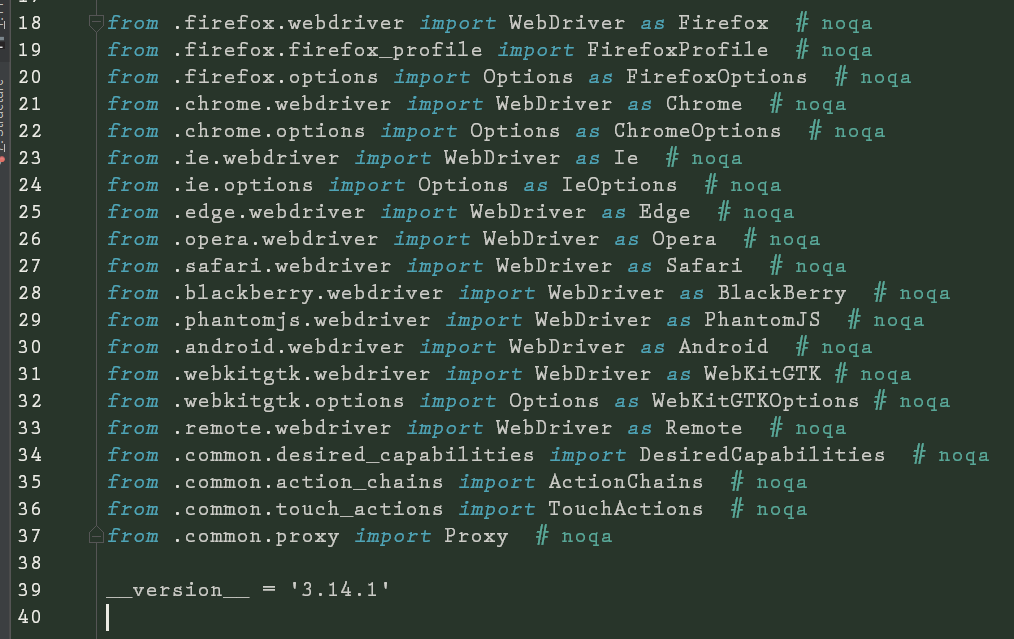 18 from .firefox.webdriver import WebDriver as Firefox  # noqa
19 from .firefox.firefox_profile import FirefoxProfile  # noqa
20 from .firefox.options import Options as FirefoxOptions  # noqa
21 from .chrome.webdriver import WebDriver as Chrome  # noqa
22 from .chrome.options import Options as ChromeOptions  # noqa
23 from .ie.webdriver import WebDriver as Ie  # noqa
24 from .ie.options import Options as IeOptions  # noqa
25 from .edge.webdriver import WebDriver as Edge  # noqa
26 from .opera.webdriver import WebDriver as Opera  # noqa
27 from .safari.webdriver import WebDriver as Safari  # noqa
28 from .blackberry.webdriver import WebDriver as BlackBerry  # noqa
29 from .phantomjs.webdriver import WebDriver as PhantomJS  # noqa
30 from .android.webdriver import WebDriver as Android  # noqa
31 from .webkitgtk.webdriver import WebDriver as WebKitGTK # noqa
32 from .webkitgtk.options import Options as WebKitGTKOptions # noqa
33 from .remote.webdriver import WebDriver as Remote  # noqa
34 from .common.desired_capabilities import DesiredCapabilities  # noqa
35 from .common.action_chains import ActionChains  # noqa
36 from .common.touch_actions import TouchActions  # noqa
37 from .common.proxy import Proxy  # noqa
38
39 __version__ = '3.14.1'
40